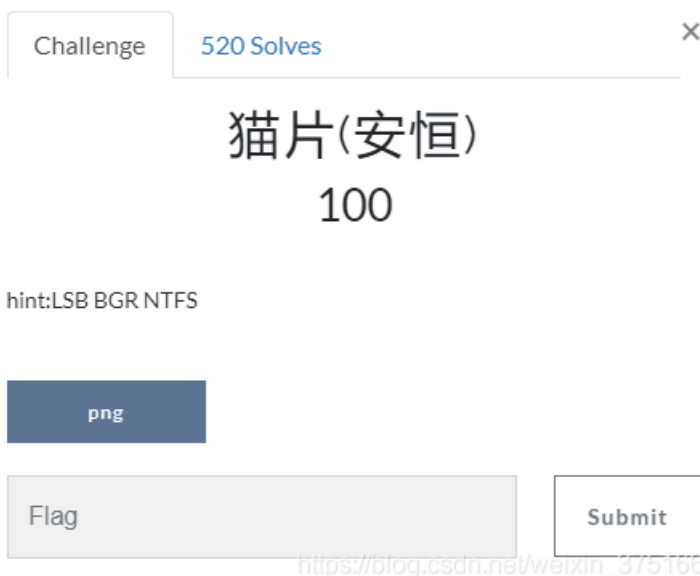 Challenge
520 Solves
×
猫片(安恒)
100
hint:LSB BGR NTFS
png
Flag
Submit
https://blog.csdn.net/weixin_375166